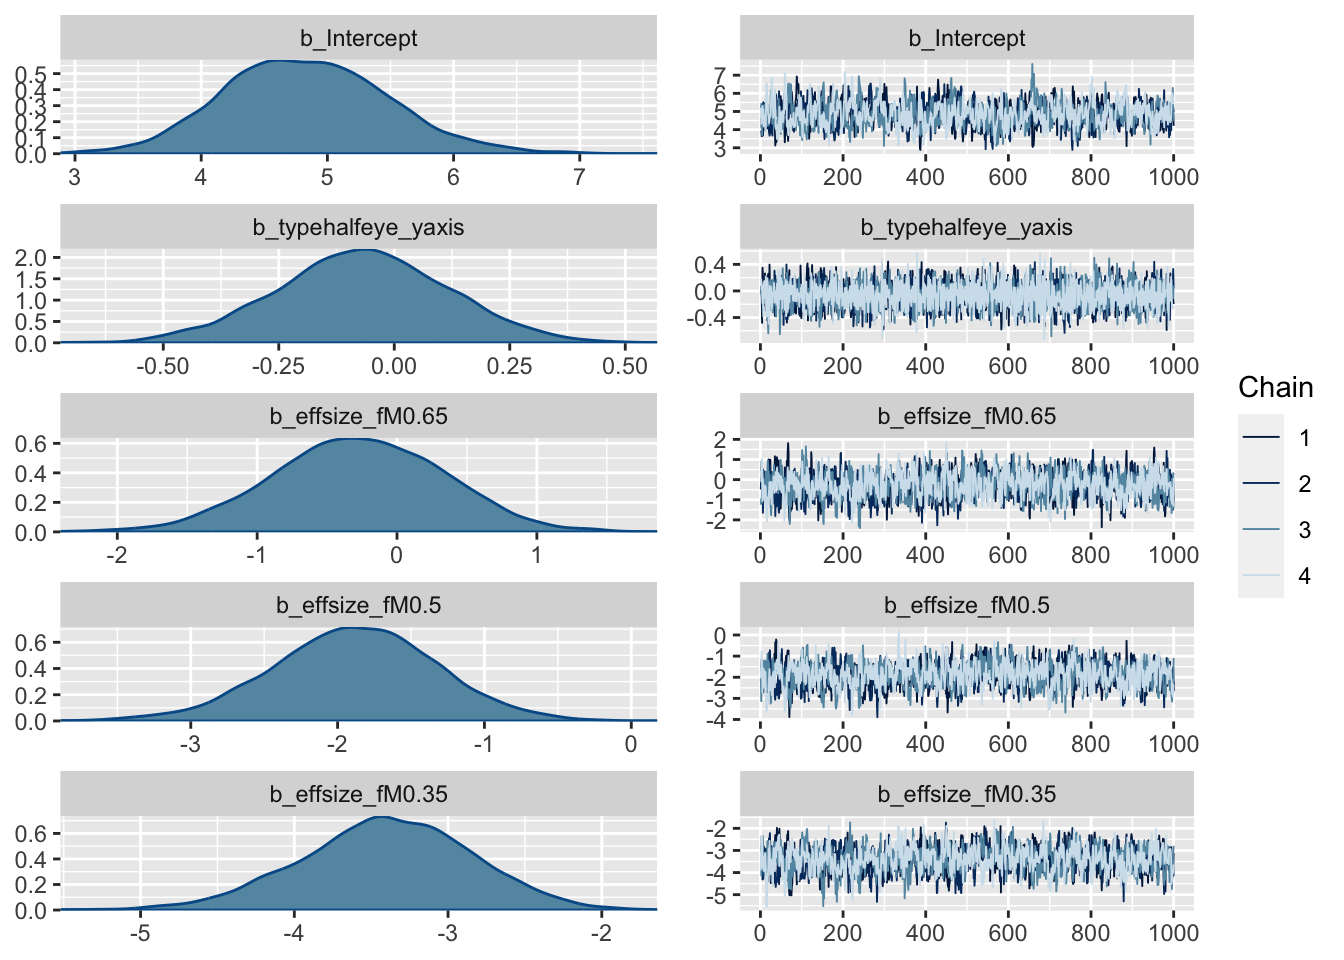 b_Intercept
0.5
0.4
0.3
0.2
0.1
0.0
3 4 5 6 7
b_Intercept
7
6
5
4
3
0 200 400 600 800 1000
b_typehalfeye_yaxis
2.0
1.5
1.0
0.5
0.0
-0.50 -0.25 0.00 0.25 0.50
b_typehalfeye_yaxis
0.4
0.0
-0.4
0 200 400 600 800 1000
b_effsize_fM0.65
0.6
0.4
0.2
0.0
-2 -1 0 1
b_effsize_fM0.65
2
1
0
-1
-2
0 200 400 600 800 1000
b_effsize_fM0.5
0.6
0.4
0.2
0.0
-3 -2 -1 0
b_effsize_fM0.5
0
-1
-2
-3
-4
0 200 400 600 800 1000
b_effsize_fM0.35
0.6
0.4
0.2
0.0
-5 -4 -3 -2
b_effsize_fM0.35
-2
-3
-4
-5
0 200 400 600 800 1000
Chain
1
2
3
4